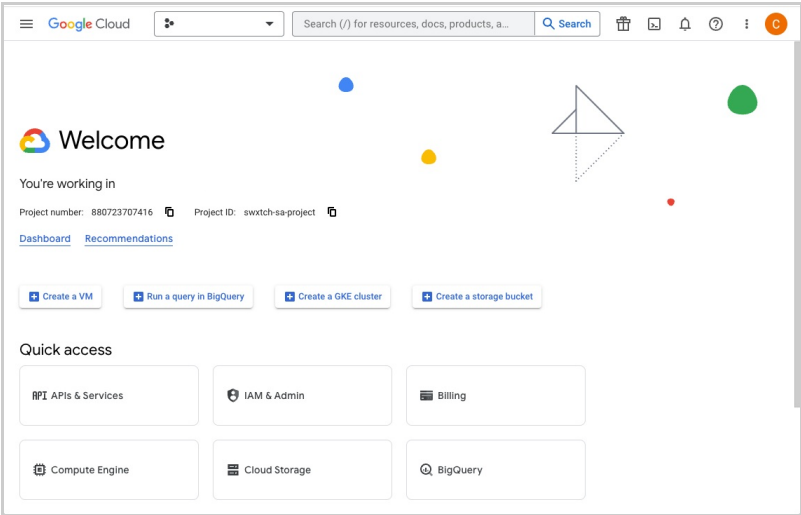 Google Cloud
Search (/) for resources, docs, products, a...
Search
C
Welcome
You're working in
Project number: 880723707416 Project ID: swxtch-sa-project
Dashboard Recommendations
Create a VM Run a query in BigQuery Create a GKE cluster Create a storage bucket
Quick access
API APIs & Services IAM & Admin Billing
Compute Engine Cloud Storage BigQuery